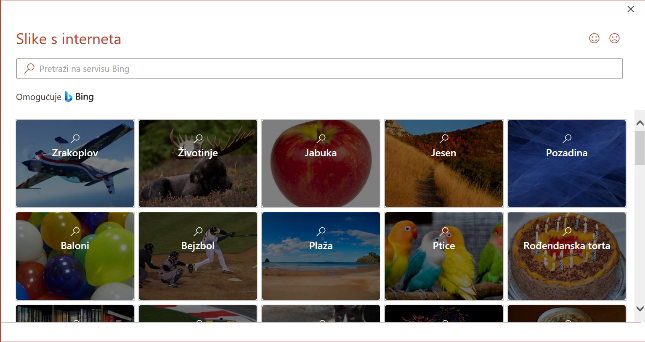 Slike s interneta
Pretraži na servisu Bing
Omogućuje Bing
Zrakoplov
Životinje
Jabuka
Jesen
Pozadina
Baloni
Bejzbol
Plaža
Ptice
Rođendanska torta